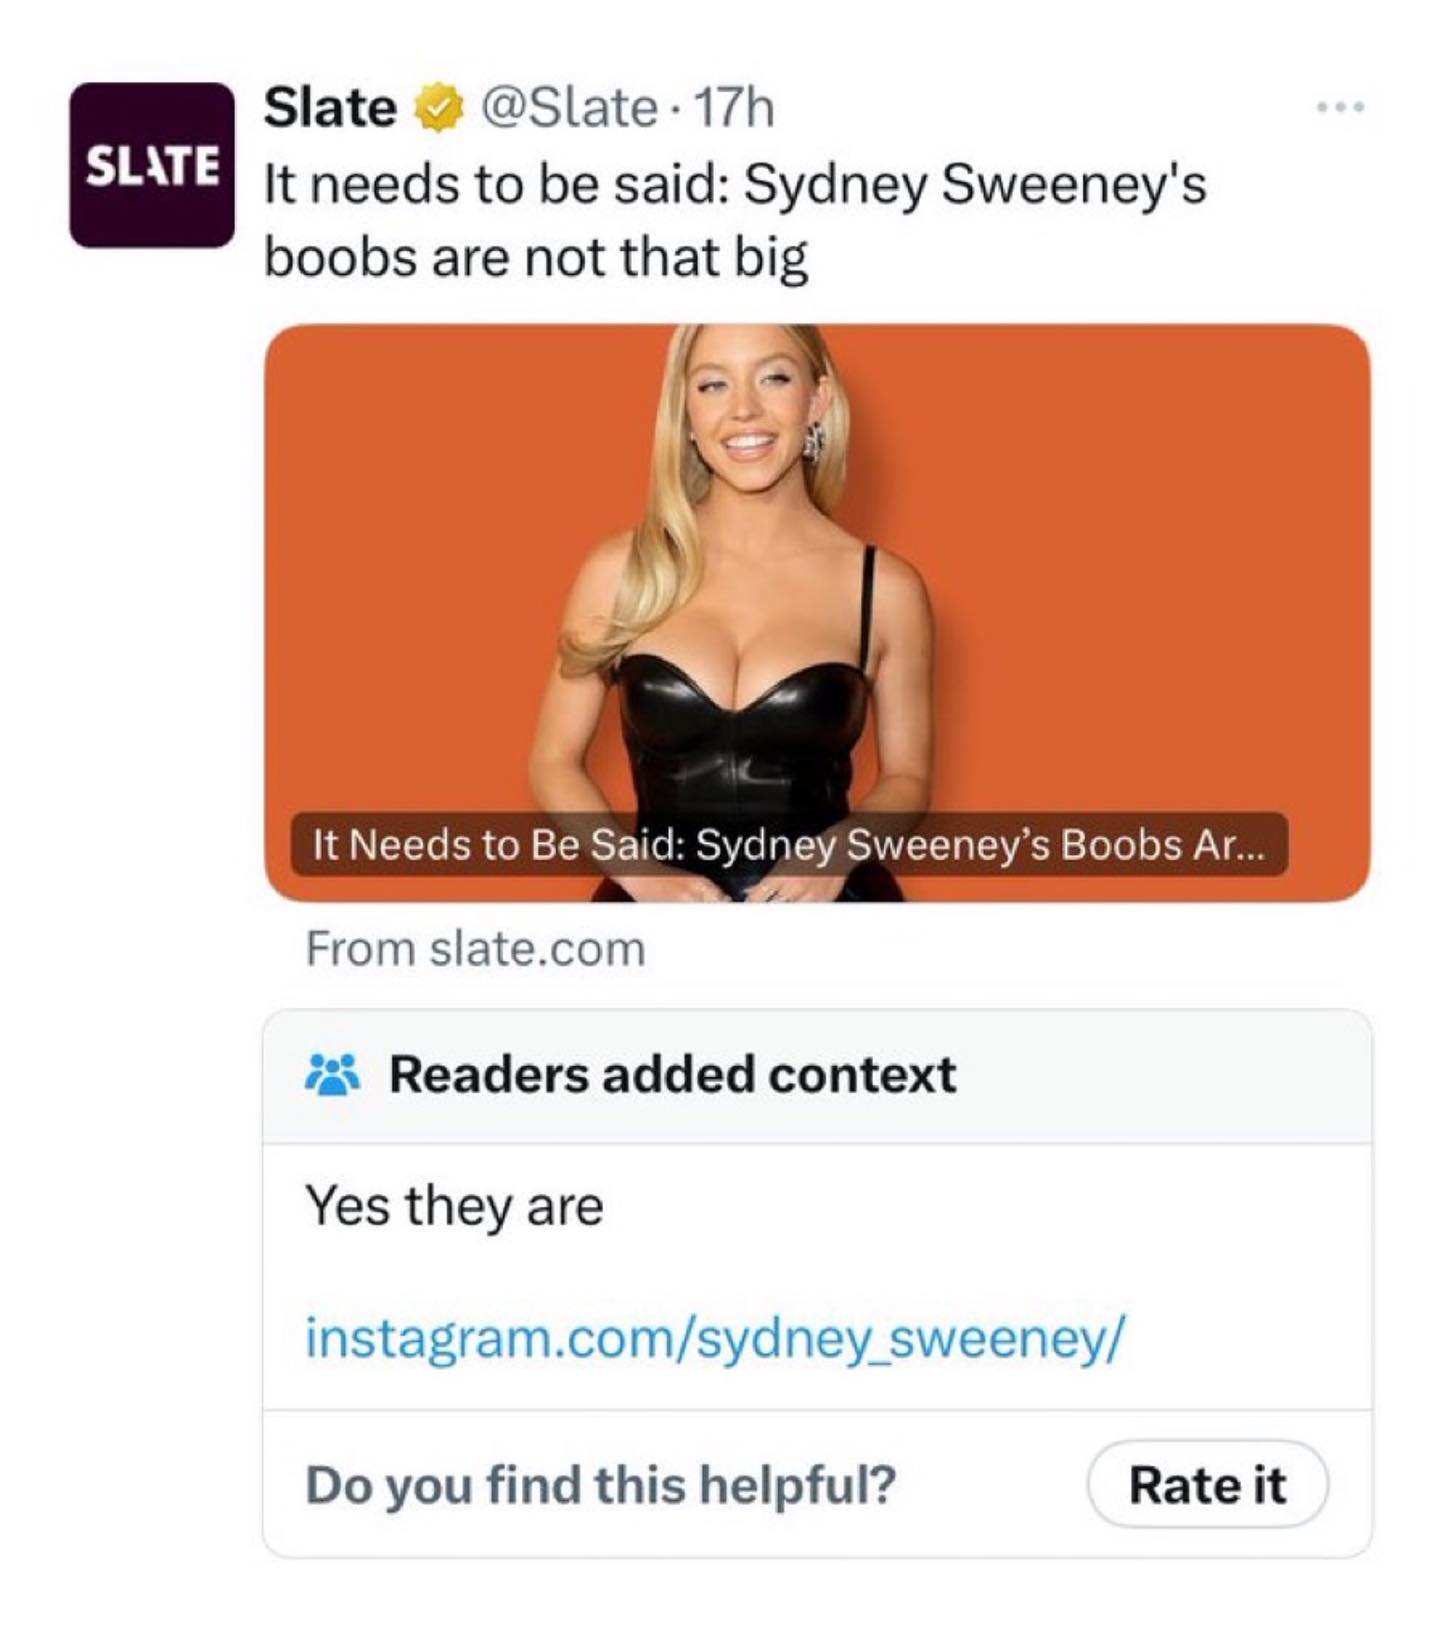 SLATE
Slate @Slate · 17h
It needs to be said: Sydney Sweeney's
boobs are not that big
It Needs to Be Said: Sydney Sweeney’s Boobs Ar...
From slate.com
Readers added context
Yes they are
instagram.com/sydney_sweeney/
Do you find this helpful?
Rate it